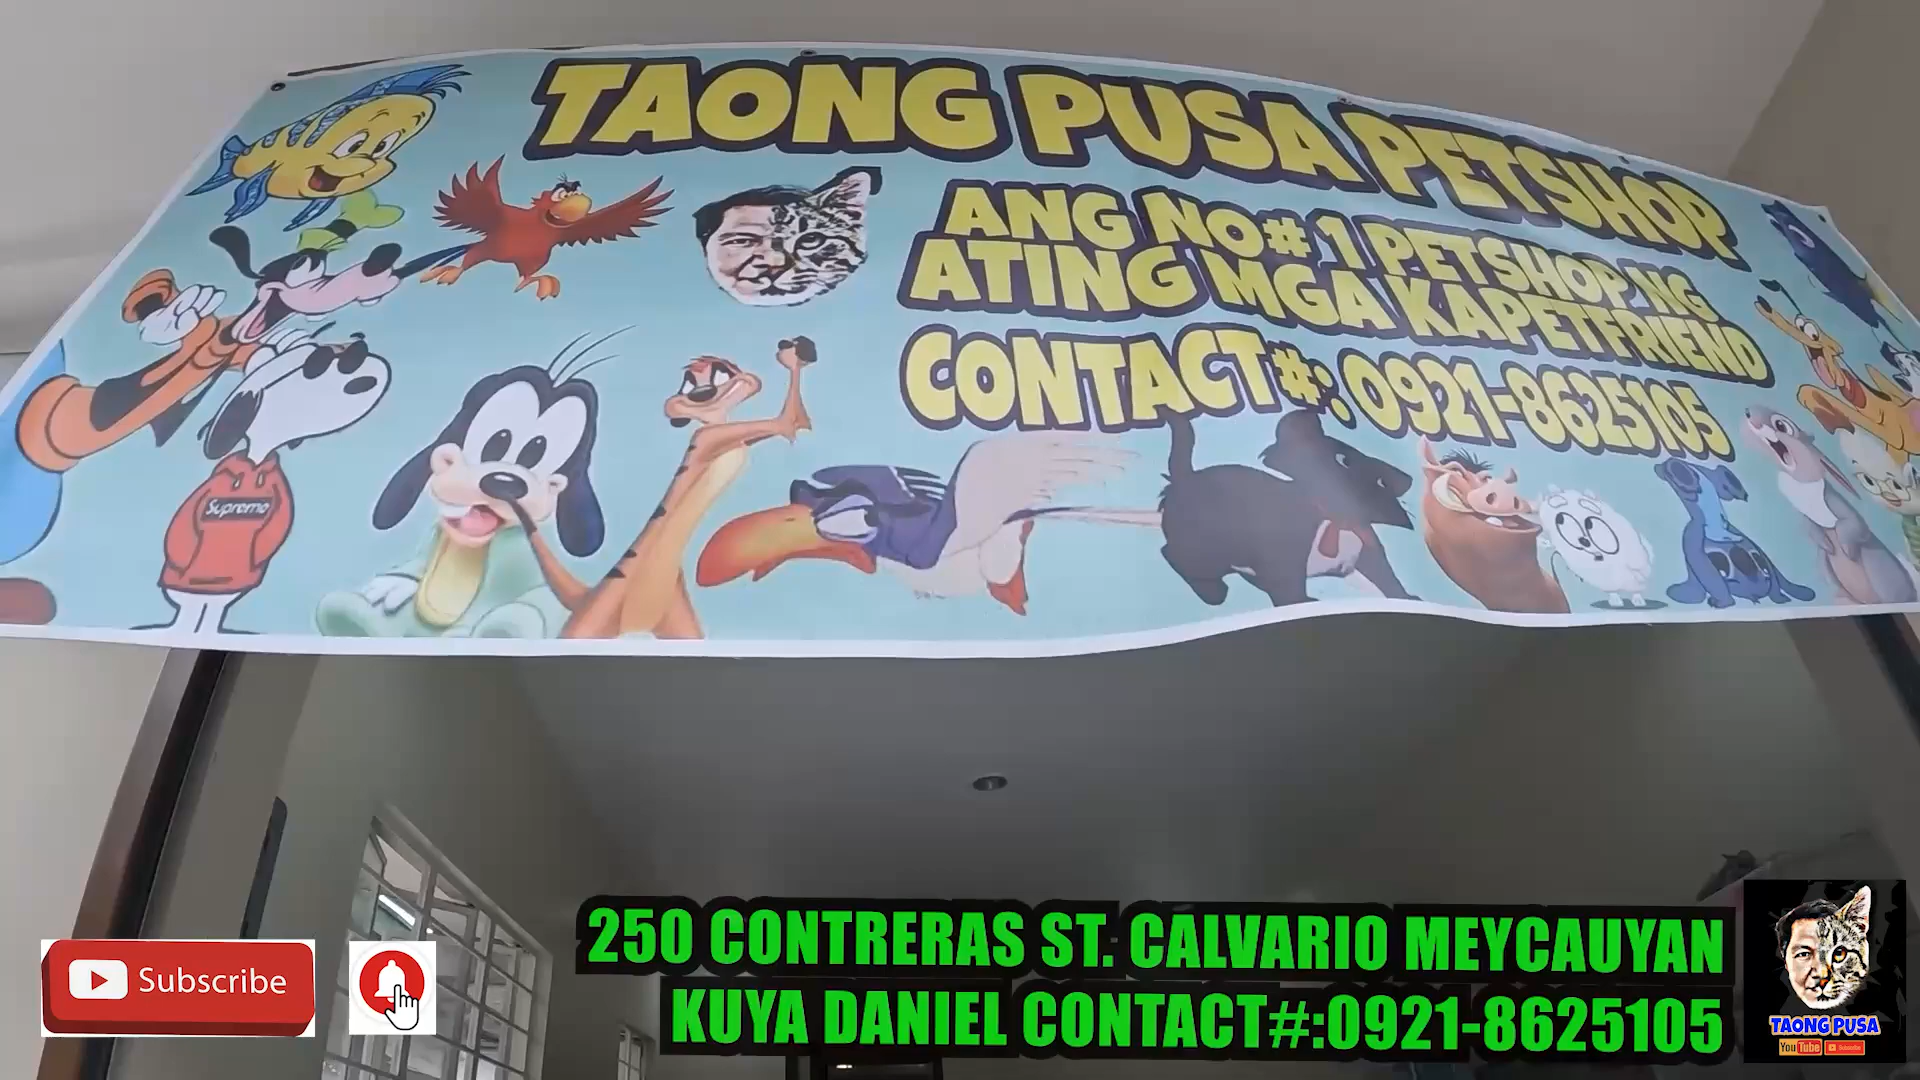 TAONG PUSA PETSHOP
ANG NO# 1 PETSHOP NG
ATING MGA KAPETFRIEND
CONTACT#: 0921-8625105
Supreme
250 CONTRERAS ST. CALVARIO MEYCAUYAN
KUYA DANIEL CONTACT#:0921-8625105
Subscribe
TAONG PUSA
YouTube
Subscribe